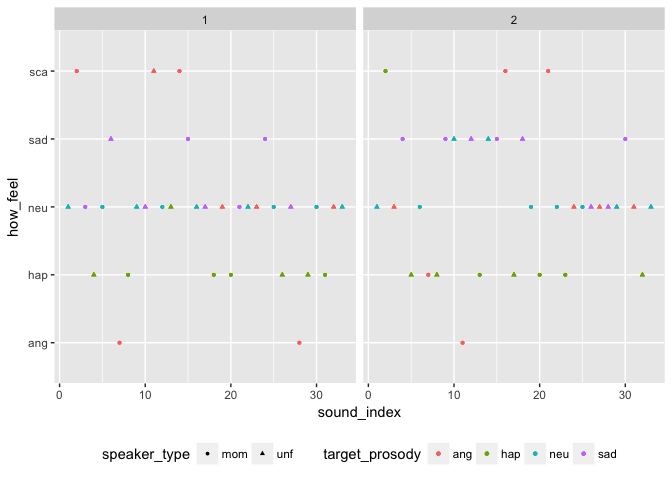 1 2
sca
sad
neu
hap
ang
how_feel
0 10 20 30 0 10 20 30
sound_index
speaker_type mom unf target_prosody ang hap neu sad